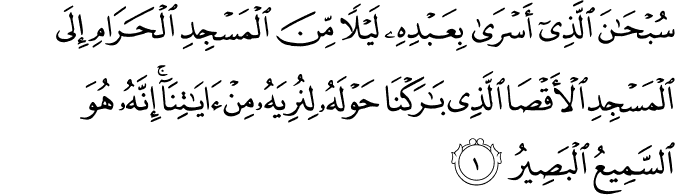 سُبْحَـٰنَ ٱلَّذِىٓ أَسْرَىٰ بِعَبْدِهِۦ لَيْلًا مِّنَ ٱلْمَسْجِدِ ٱلْحَرَامِ إِلَى
ٱلْمَسْجِدِ ٱلْأَقْصَا ٱلَّذِى بَـٰرَكْنَا حَوْلَهُۥ لِنُرِيَهُۥ مِنْ ءَايَـٰتِنَآ ۚ إِنَّهُۥ هُوَ
ٱلسَّمِيعُ ٱلْبَصِيرُ ١